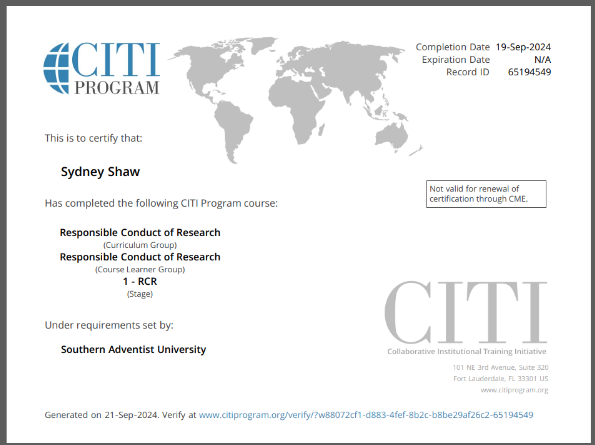 CITI
PROGRAM
Completion Date 19-Sep-2024
Expiration Date N/A
Record ID 65194549
This is to certify that:
Sydney Shaw
Not valid for renewal of
certification through CME.
Has completed the following CITI Program course:
Responsible Conduct of Research
(Curriculum Group)
Responsible Conduct of Research
(Course Learner Group)
1 - RCR
(Stage)
Under requirements set by:
Southern Adventist University
CITI
Collaborative Institutional Training Initiative
101 NE 3rd Avenue, Suite 320
Fort Lauderdale, FL 33301 US
www.citiprogram.org
Generated on 21-Sep-2024. Verify at www.citiprogram.org/verify/?w88072cf1-d883-4fef-8b2c-b8be29af26c2-65194549